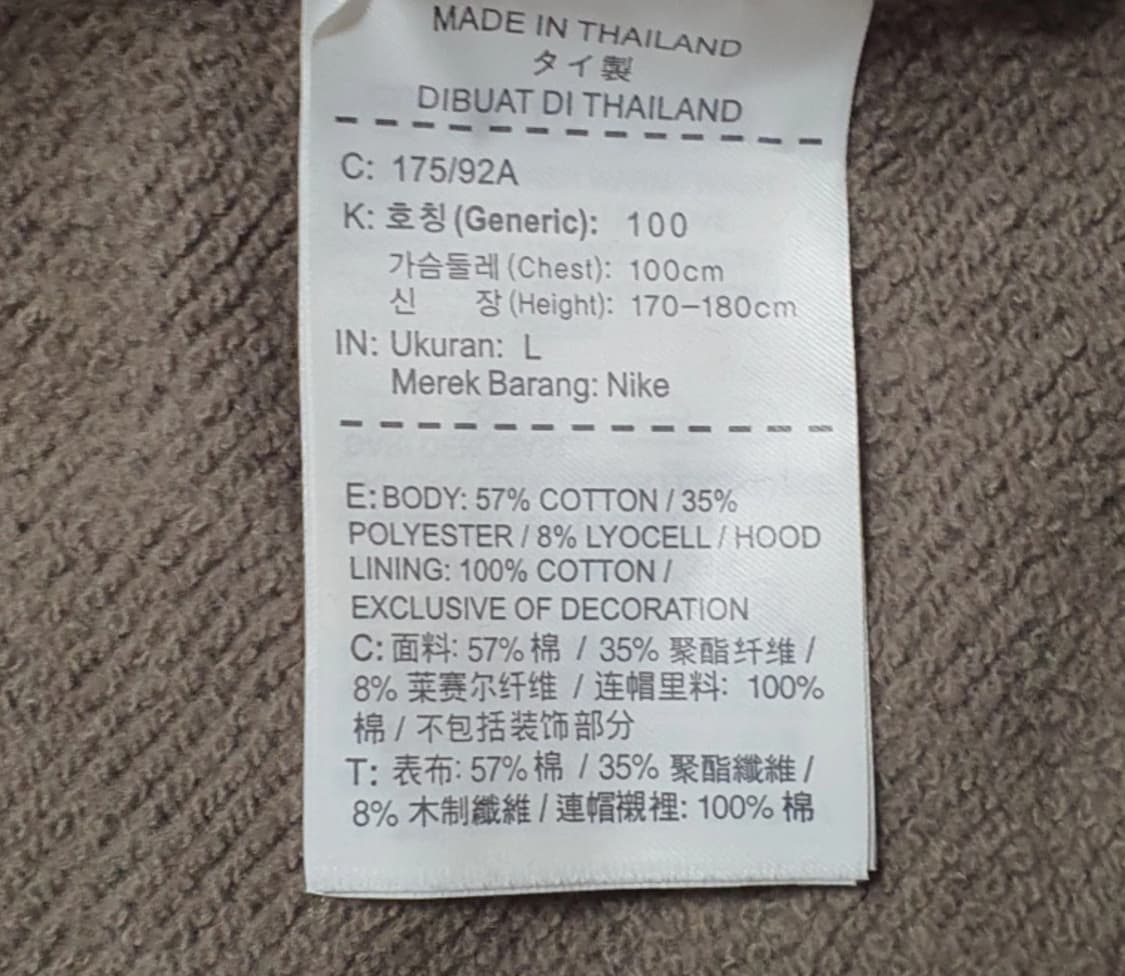 MADE IN THAILAND
タイ製
DIBUAT DI THAILAND
C: 175/92A
K: 호칭 (Generic): 100
가슴둘레 (Chest): 100cm
신 장 (Height): 170-180cm
IN: Ukuran: L
Merek Barang: Nike
E: BODY: 57% COTTON / 35%
POLYESTER / 8% LYOCELL / HOOD
LINING: 100% COTTON /
EXCLUSIVE OF DECORATION
C: 面料: 57% 棉 / 35% 聚酯纤维 /
8% 莱赛尔纤维 / 连帽里料: 100%
棉 / 不包括装饰部分
T: 表布: 57% 棉 / 35% 聚酯纖維 /
8% 木制纖維 / 連帽襯裡: 100% 棉